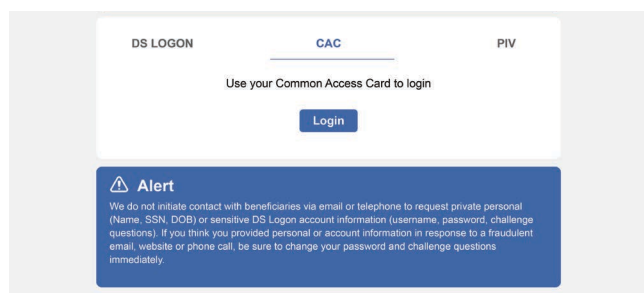 DS LOGON CAC PIV
Use your Common Access Card to login
Login
Alert
We do not initiate contact with beneficiaries via email or telephone to request private personal
(Name, SSN, DOB) or sensitive DS Logon account information (username, password, challenge
questions). If you think you provided personal or account information in response to a fraudulent
email, website or phone call, be sure to change your password and challenge questions
immediately.